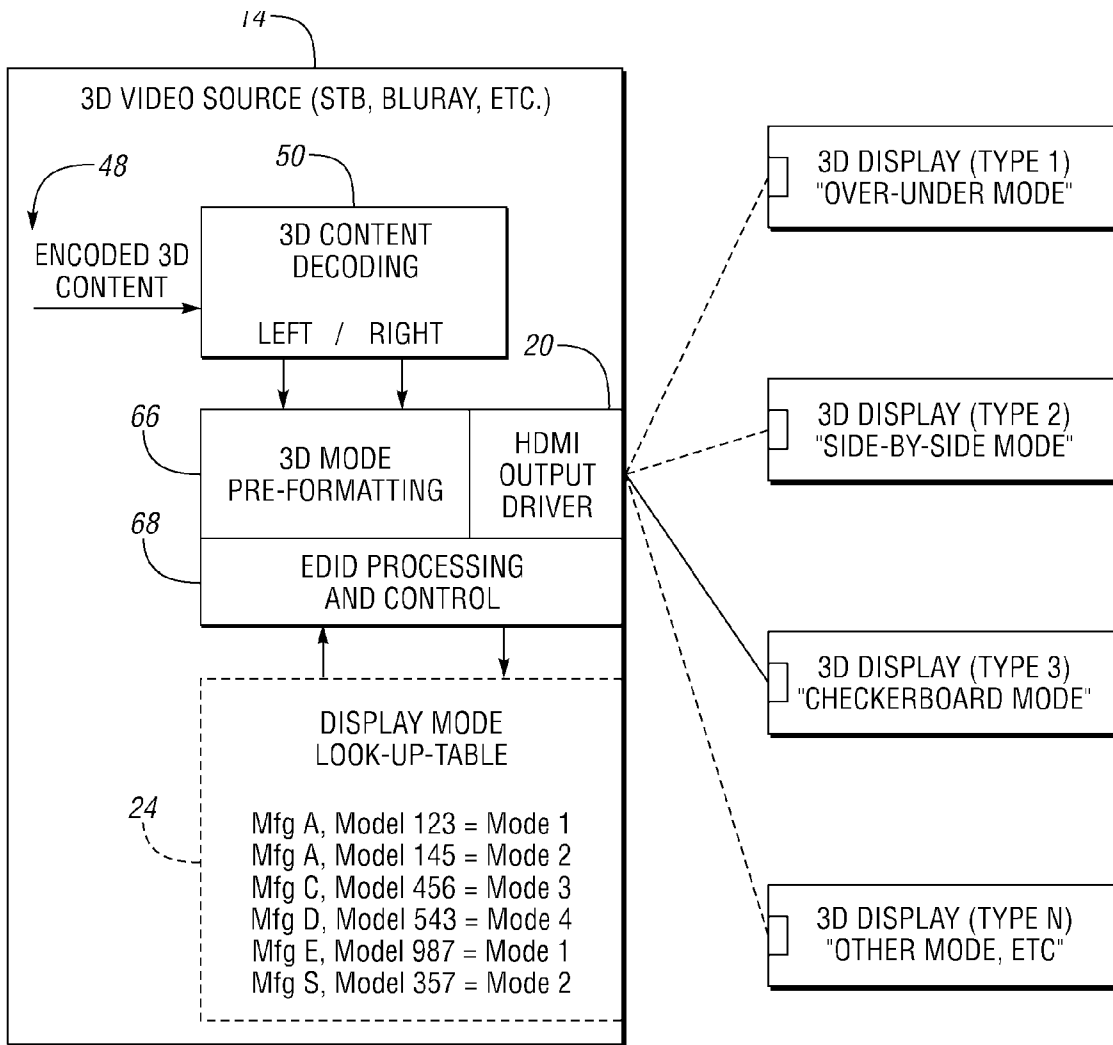 14
3D VIDEO SOURCE (STB, BLURAY, ETC.)
48
50
ENCODED 3D
CONTENT
3D CONTENT
DECODING
LEFT / RIGHT
20
66
3D MODE
PRE-FORMATTING
HDMI
OUTPUT
DRIVER
68
EDID PROCESSING
AND CONTROL
DISPLAY MODE
LOOK-UP-TABLE
24
Mfg A, Model 123 = Mode 1
Mfg A, Model 145 = Mode 2
Mfg C, Model 456 = Mode 3
Mfg D, Model 543 = Mode 4
Mfg E, Model 987 = Mode 1
Mfg S, Model 357 = Mode 2
3D DISPLAY (TYPE 1)
"OVER-UNDER MODE"
3D DISPLAY (TYPE 2)
"SIDE-BY-SIDE MODE"
3D DISPLAY (TYPE 3)
"CHECKERBOARD MODE"
3D DISPLAY (TYPE N)
"OTHER MODE, ETC"